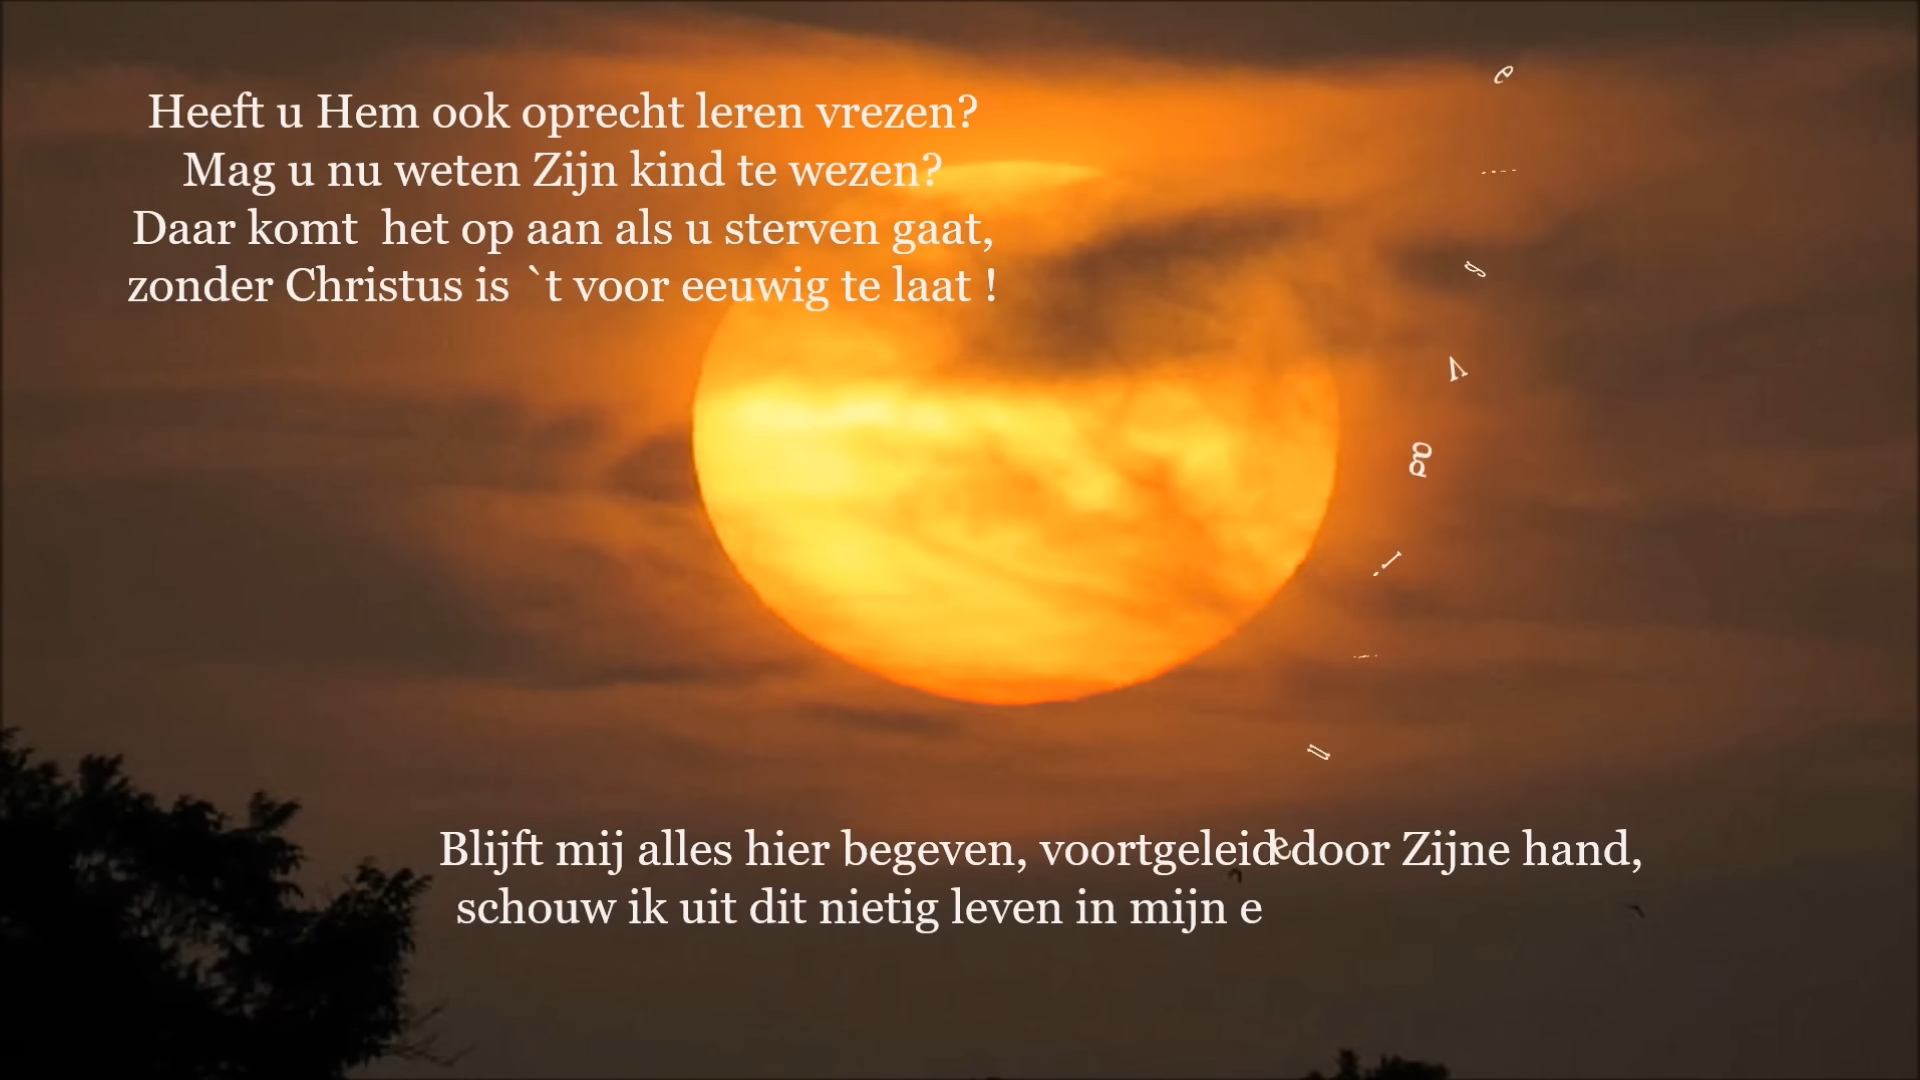 Heeft u Hem ook oprecht leren vrezen?
Mag u nu weten Zijn kind te wezen?
Daar komt  het op aan als u sterven gaat,
zonder Christus is `t voor eeuwig te laat !
Blijft mij alles hier begeven, voortgeleid door Zijne hand,
schouw ik uit dit nietig leven in mijn e